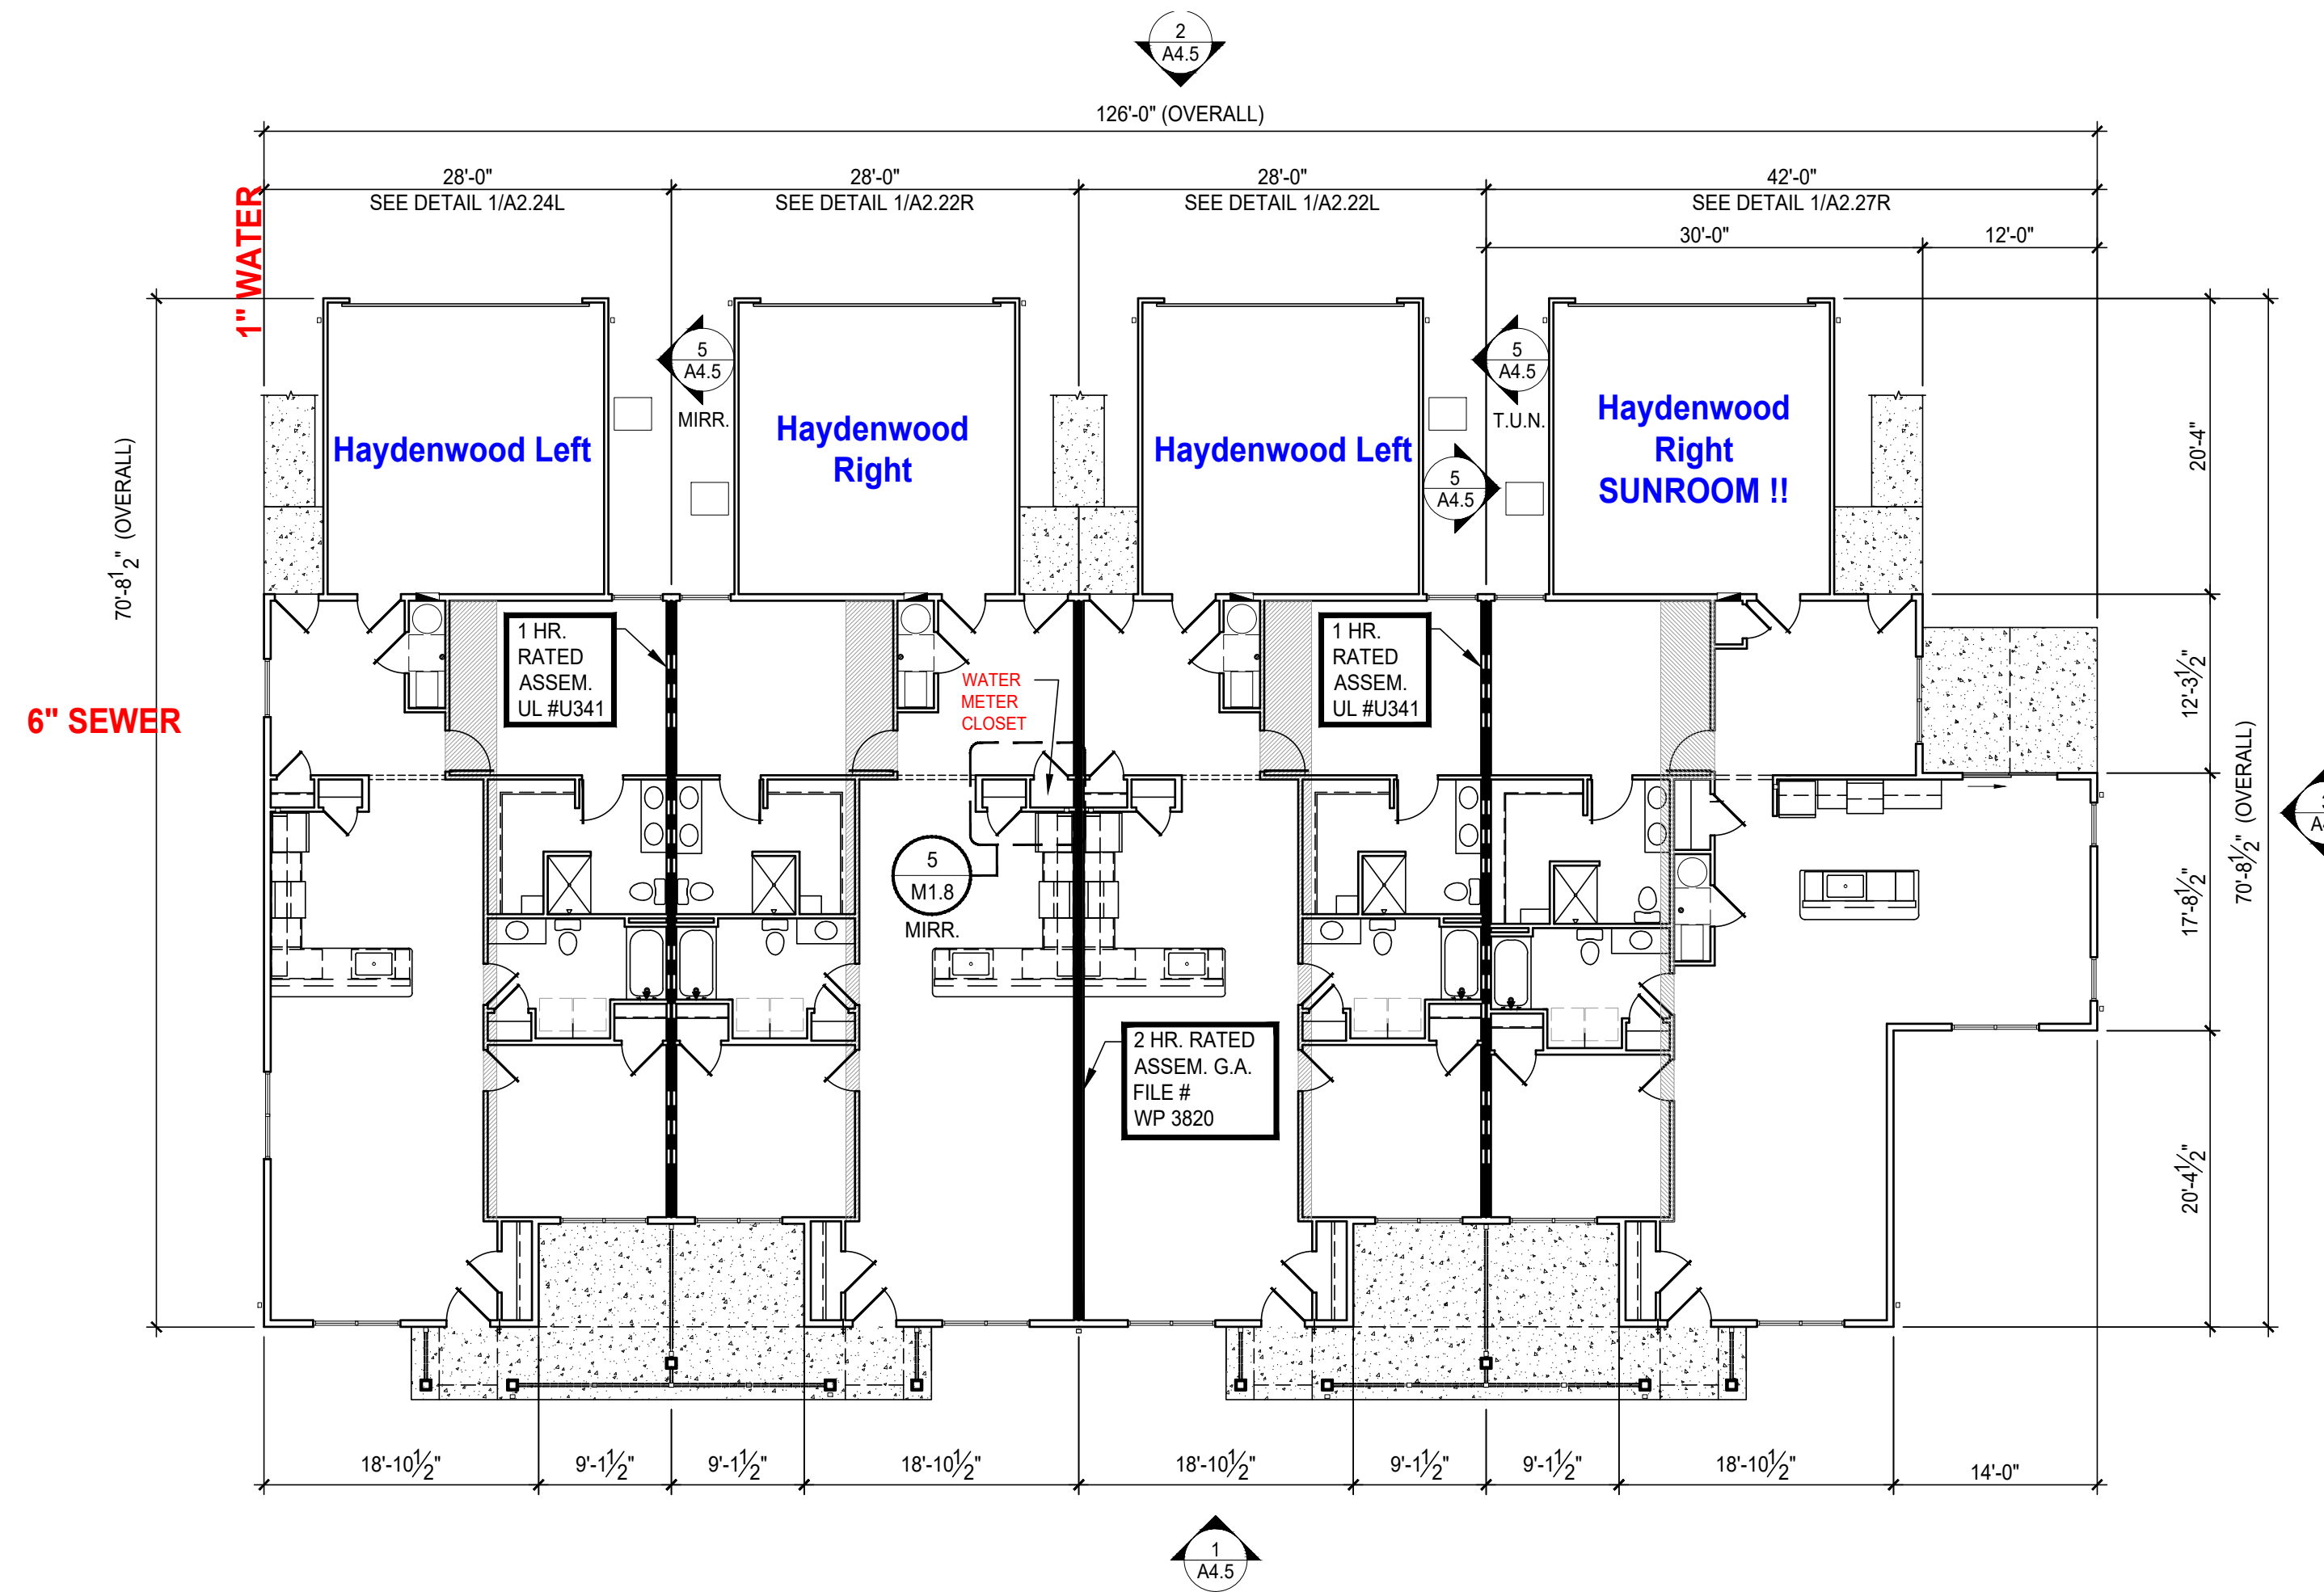 2
A4.5
126'-0" (OVERALL)
28'-0"
SEE DETAIL 1/A2.24L
28'-0"
SEE DETAIL 1/A2.22R
28'-0"
SEE DETAIL 1/A2.22L
42'-0"
SEE DETAIL 1/A2.27R
30'-0"
12'-0"
1" WATER
6" SEWER
70'-8½" (OVERALL)
Haydenwood Left
5
A4.5
MIRR.
Haydenwood
Right
Haydenwood Left
5
A4.5
T.U.N.
5
A4.5
Haydenwood
Right
SUNROOM !!
20'-4"
1 HR.
RATED
ASSEM.
UL #U341
WATER
METER
CLOSET
1 HR.
RATED
ASSEM.
UL #U341
12'-3½"
70'-8½" (OVERALL)
5
M1.8
MIRR.
17'-8½"
2 HR. RATED
ASSEM. G.A.
FILE #
WP 3820
20'-4½"
18'-10½"
9'-1½"
9'-1½"
18'-10½"
18'-10½"
9'-1½"
9'-1½"
18'-10½"
14'-0"
1
A4.5